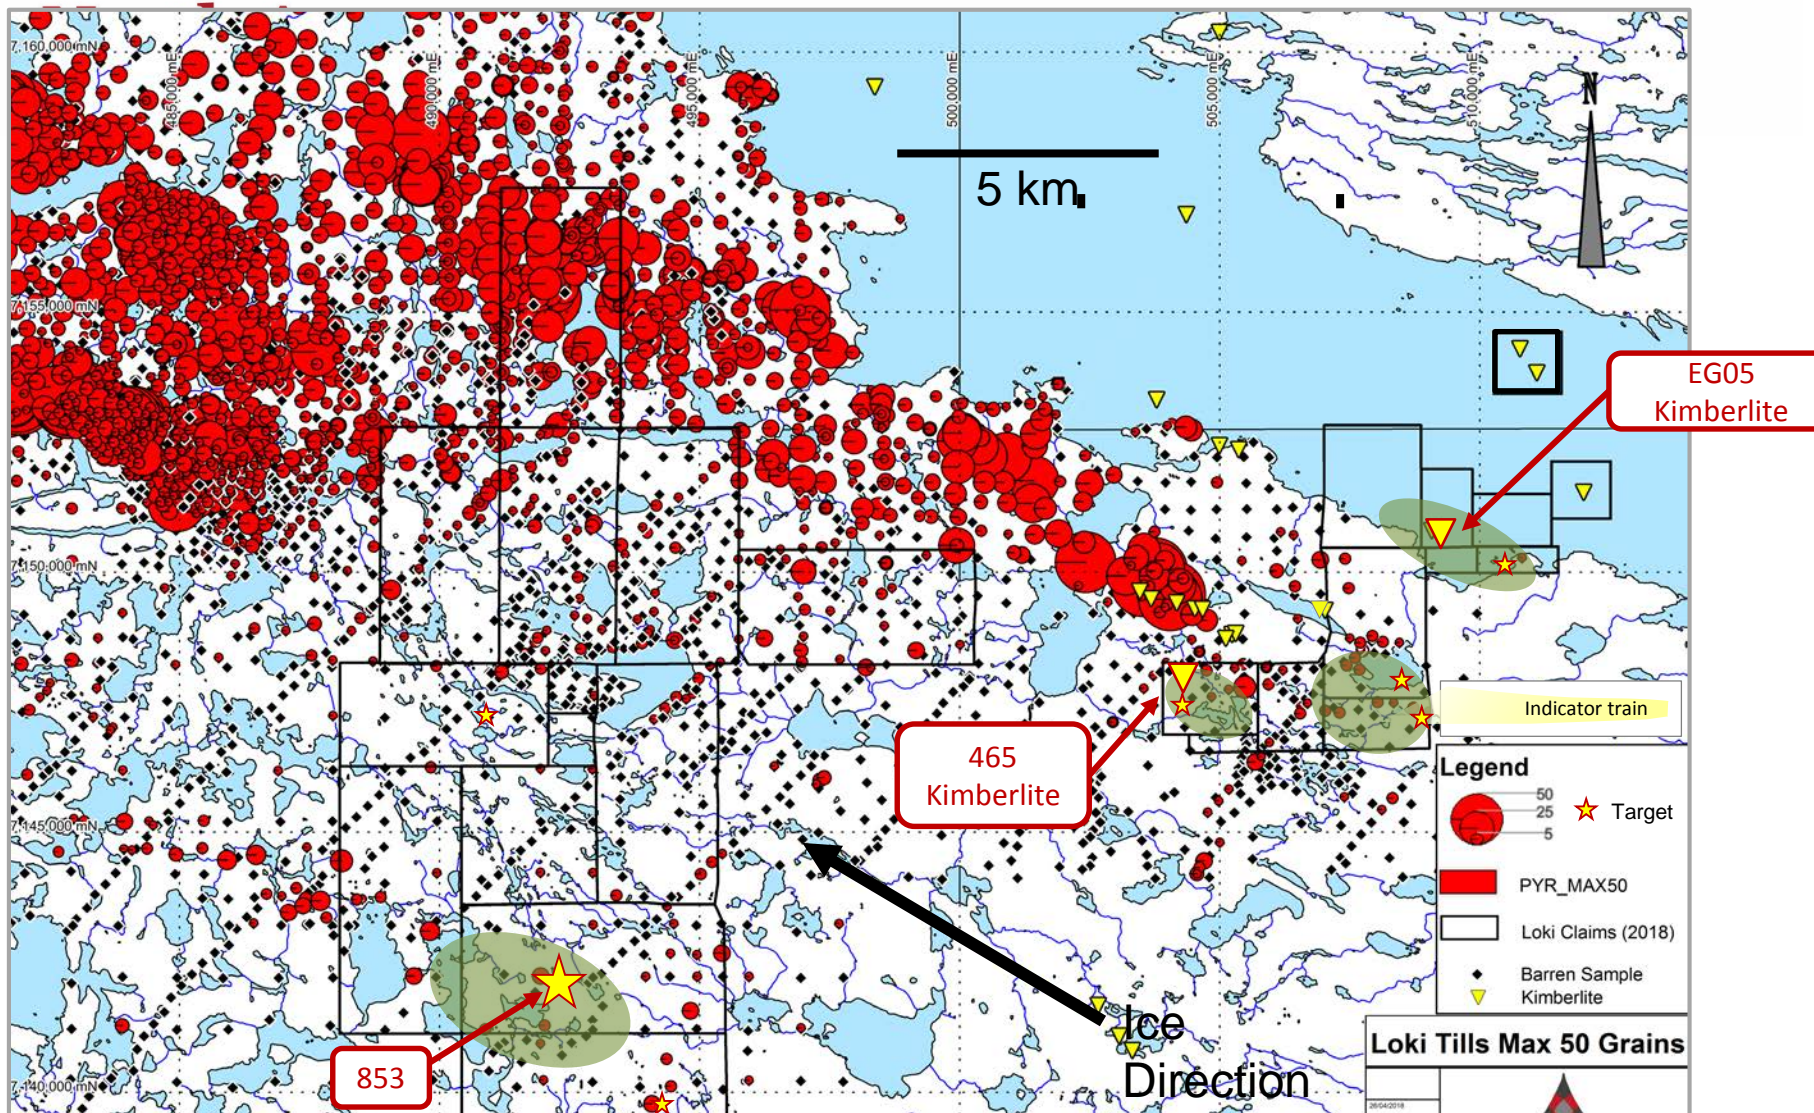 7,160,000 mN
485,000 mE
490,000 mE
495,000 mE
500,000 mE
505,000 mE
510,000 mE
N
5 km
7,155,000 mN
EG05
Kimberlite
7,150,000 mN
Indicator train
465
Kimberlite
Legend
50
25
5
Target
7,145,000 mN
PYR_MAX50
Loki Claims (2018)
Barren Sample
Kimberlite
Ice
Direction
Loki Tills Max 50 Grains
853
7,140,000 mN
26/04/2018